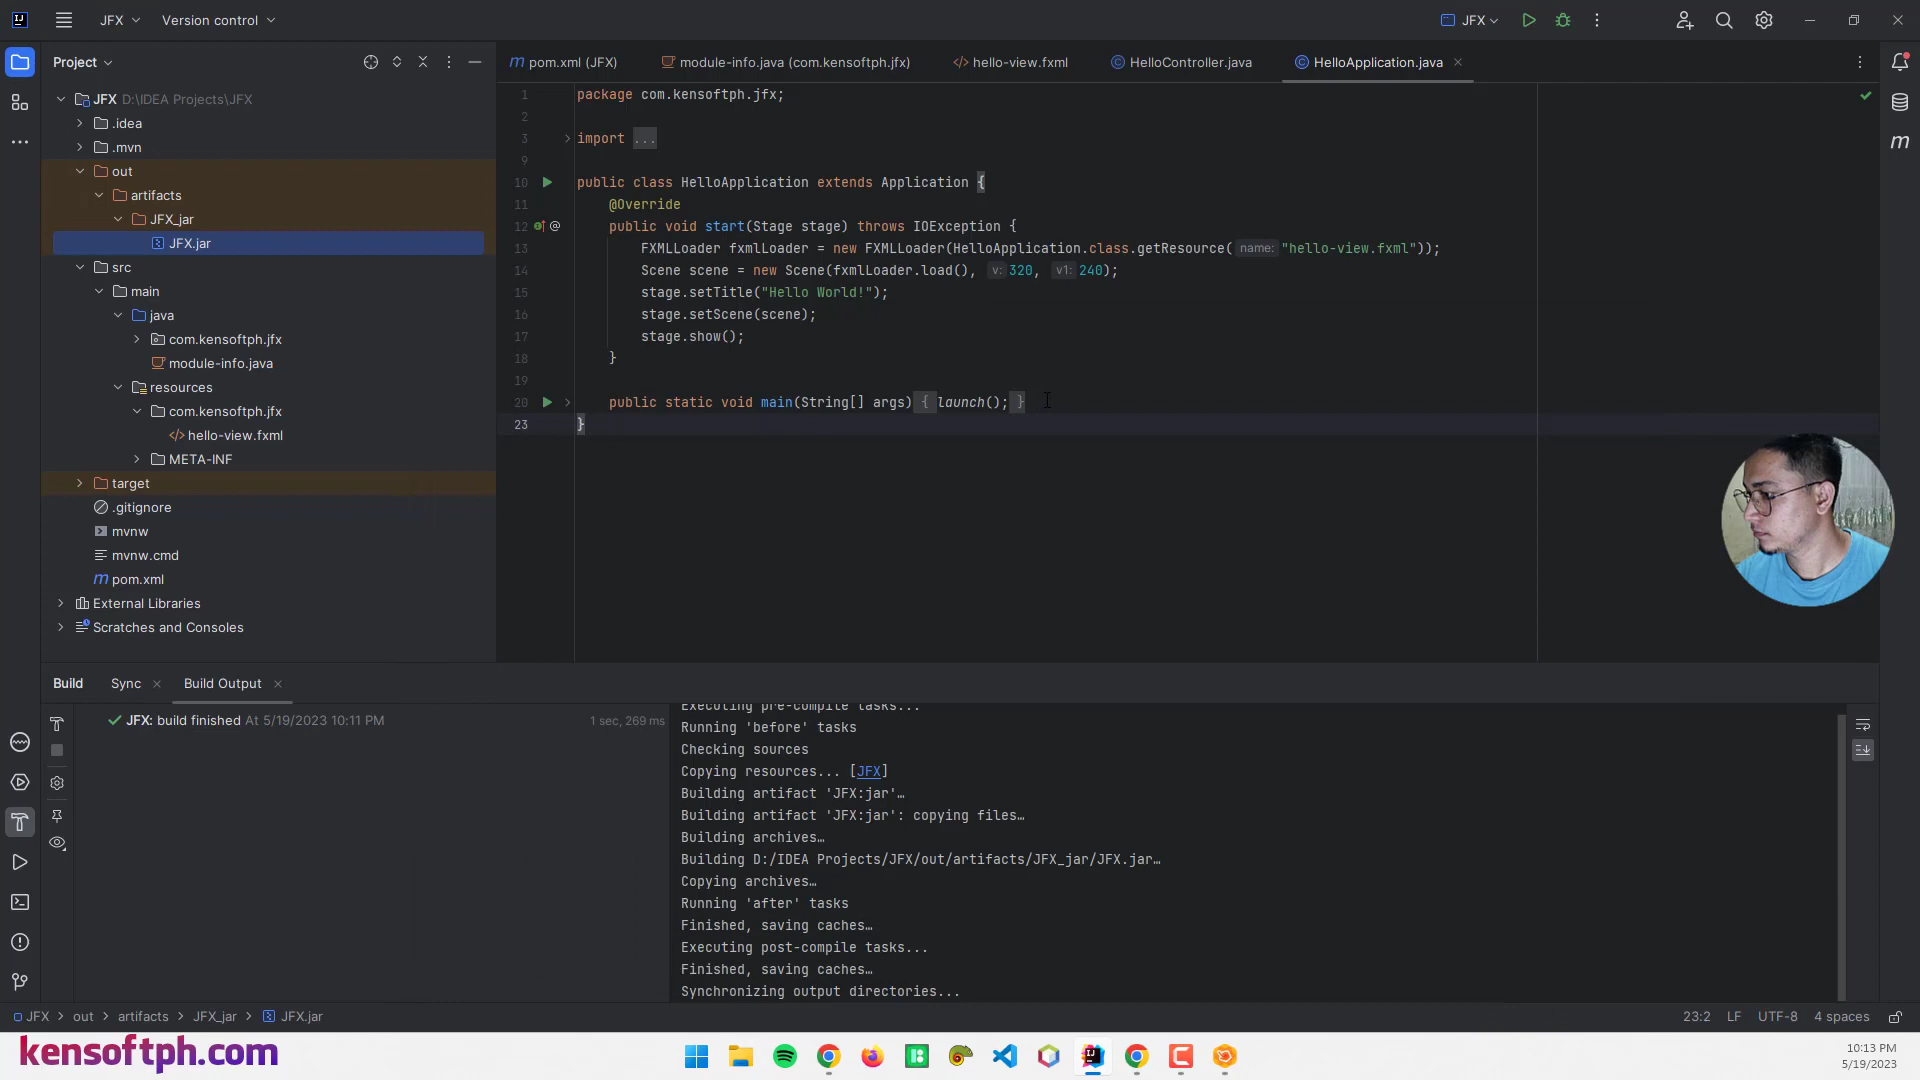 JFX
Version control
JFX
Project
pom.xml (JFX)
module-info.java (com.kensoftph.jfx)
hello-view.fxml
HelloController.java
HelloApplication.java
JFX D:\IDEA Projects\JFX
.idea
.mvn
out
artifacts
JFX_jar
JFX.jar
src
main
java
com.kensoftph.jfx
module-info.java
resources
com.kensoftph.jfx
hello-view.fxml
META-INF
target
.gitignore
mvnw
mvnw.cmd
pom.xml
External Libraries
Scratches and Consoles
1 package com.kensoftph.jfx;
2
3 import ...
9
10 public class HelloApplication extends Application {
11 @Override
12 public void start(Stage stage) throws IOException {
13 FXMLLoader fxmlLoader = new FXMLLoader(HelloApplication.class.getResource( name: "hello-view.fxml"));
14 Scene scene = new Scene(fxmlLoader.load(), v: 320, v1: 240);
15 stage.setTitle("Hello World!");
16 stage.setScene(scene);
17 stage.show();
18 }
19
20 public static void main(String[] args) { launch(); }
23 }
Build
Sync
Build Output
JFX: build finished At 5/19/2023 10:11 PM
1 sec, 269 ms
Executing pre-compile tasks...
Running 'before' tasks
Checking sources
Copying resources... [JFX]
Building artifact 'JFX:jar'…
Building artifact 'JFX:jar': copying files…
Building archives…
Building D:/IDEA Projects/JFX/out/artifacts/JFX_jar/JFX.jar…
Copying archives…
Running 'after' tasks
Finished, saving caches…
Executing post-compile tasks...
Finished, saving caches…
Synchronizing output directories...
JFX > out > artifacts > JFX_jar > JFX.jar
23:2
LF
UTF-8
4 spaces
kensoftph.com
10:13 PM
5/19/2023